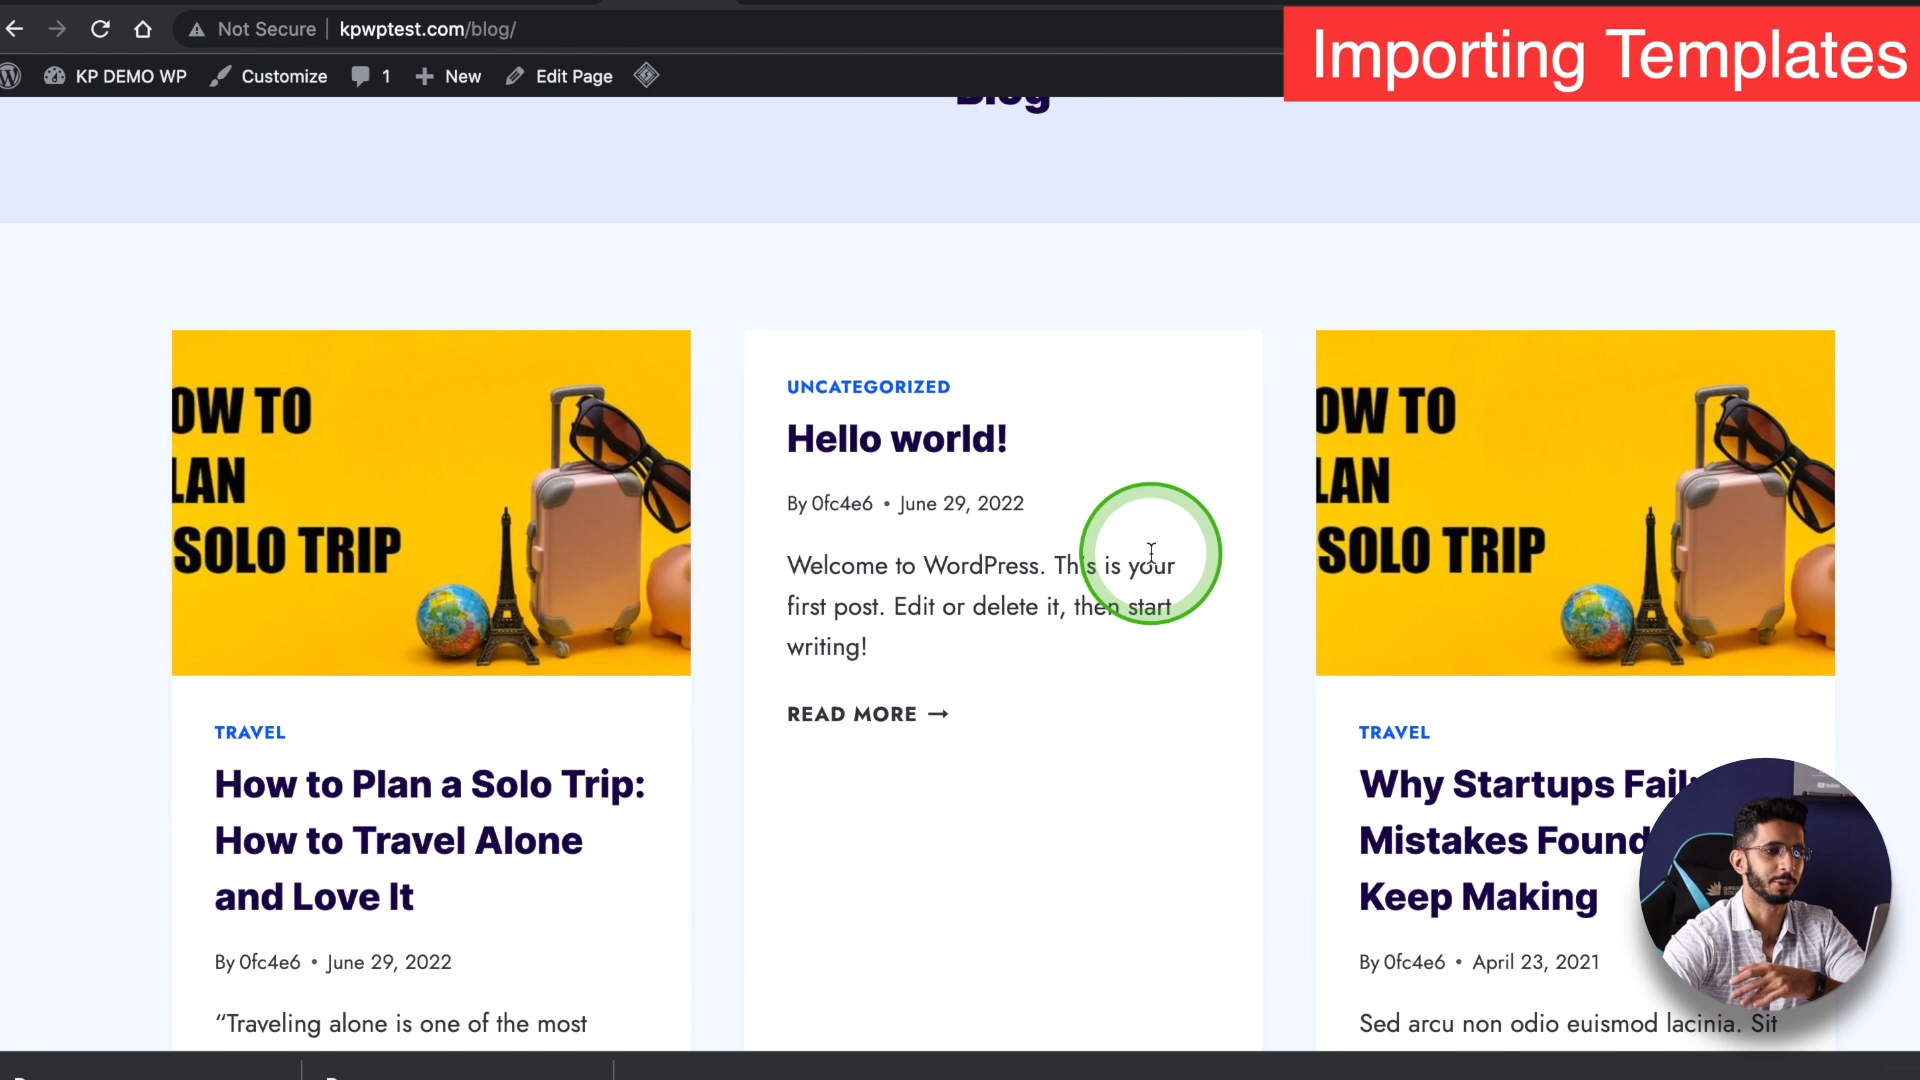 Not Secure kpwptest.com/blog/
Importing Templates
KP DEMO WP Customize 1 New Edit Page
Blog
OW TO
LAN
SOLO TRIP
TRAVEL
How to Plan a Solo Trip:
How to Travel Alone
and Love It
By 0fc4e6 • June 29, 2022
“Traveling alone is one of the most
UNCATEGORIZED
Hello world!
By 0fc4e6 • June 29, 2022
Welcome to WordPress. This is your
first post. Edit or delete it, then start
writing!
READ MORE →
OW TO
LAN
SOLO TRIP
TRAVEL
Why Startups Fail:
Mistakes Found
Keep Making
By 0fc4e6 • April 23, 2021
Sed arcu non odio euismod lacinia. Sit